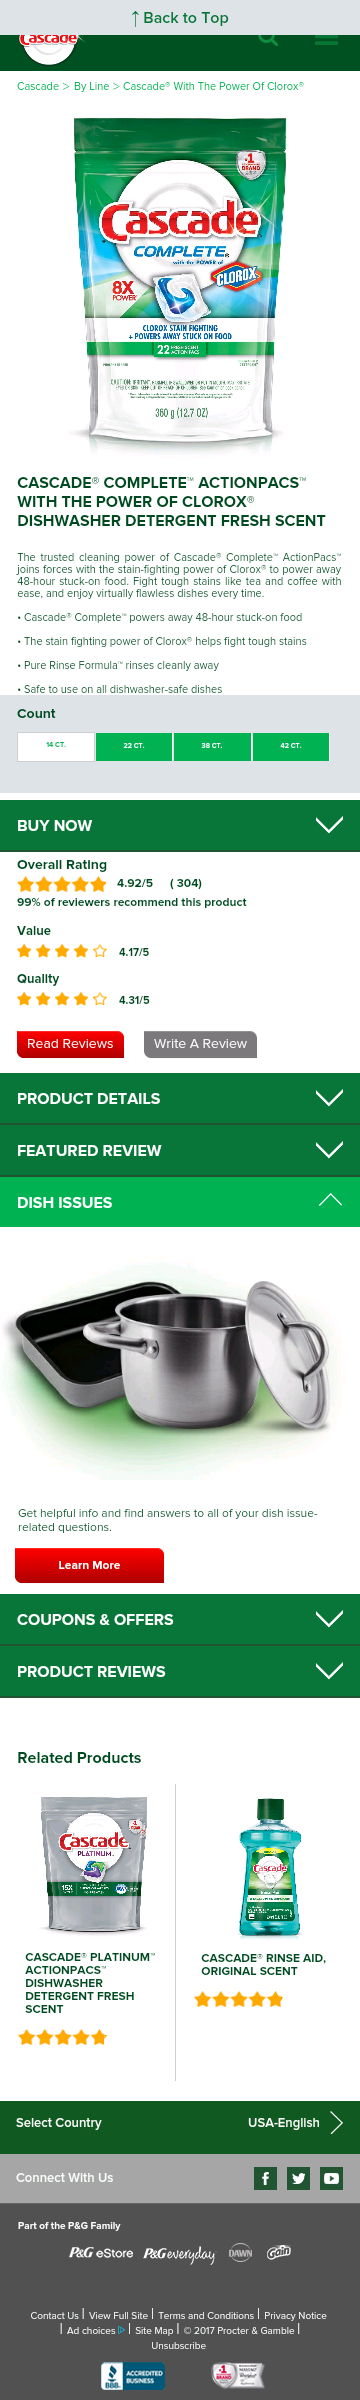 ↑ Back to Top
Cascade
Cascade > By Line > Cascade® With The Power Of Clorox®
#1
BRAND
Cascade
COMPLETE®
with the POWER of
CLOROX
8X
POWER*
CLOROX STAIN FIGHTING
+ POWERS AWAY STUCK ON FOOD
22 FRESH SCENT
ACTION PACS
360 g (12.7 OZ)
CASCADE® COMPLETE™ ACTIONPACS™
WITH THE POWER OF CLOROX®
DISHWASHER DETERGENT FRESH SCENT
The trusted cleaning power of Cascade® Complete™ ActionPacs™
joins forces with the stain-fighting power of Clorox® to power away
48-hour stuck-on food. Fight tough stains like tea and coffee with
ease, and enjoy virtually flawless dishes every time.
• Cascade® Complete™ powers away 48-hour stuck-on food
• The stain fighting power of Clorox® helps fight tough stains
• Pure Rinse Formula™ rinses cleanly away
• Safe to use on all dishwasher-safe dishes
Count
14 CT. 22 CT. 38 CT. 42 CT.
BUY NOW
Overall Rating
4.92/5 ( 304)
99% of reviewers recommend this product
Value
4.17/5
Quality
4.31/5
Read Reviews Write A Review
PRODUCT DETAILS
FEATURED REVIEW
DISH ISSUES
Get helpful info and find answers to all of your dish issue-
related questions.
Learn More
COUPONS & OFFERS
PRODUCT REVIEWS
Related Products
Cascade
PLATINUM
15X
Cascade
CASCADE® PLATINUM™
ACTIONPACS™
DISHWASHER
DETERGENT FRESH
SCENT
CASCADE® RINSE AID,
ORIGINAL SCENT
Select Country USA-English
Connect With Us
Part of the P&G Family
P&G eStore P&G everyday DAWN Gain
Contact Us | View Full Site | Terms and Conditions | Privacy Notice
| Ad choices | Site Map | © 2017 Procter & Gamble |
Unsubscribe
BBB ACCREDITED
BUSINESS
#1
BRAND